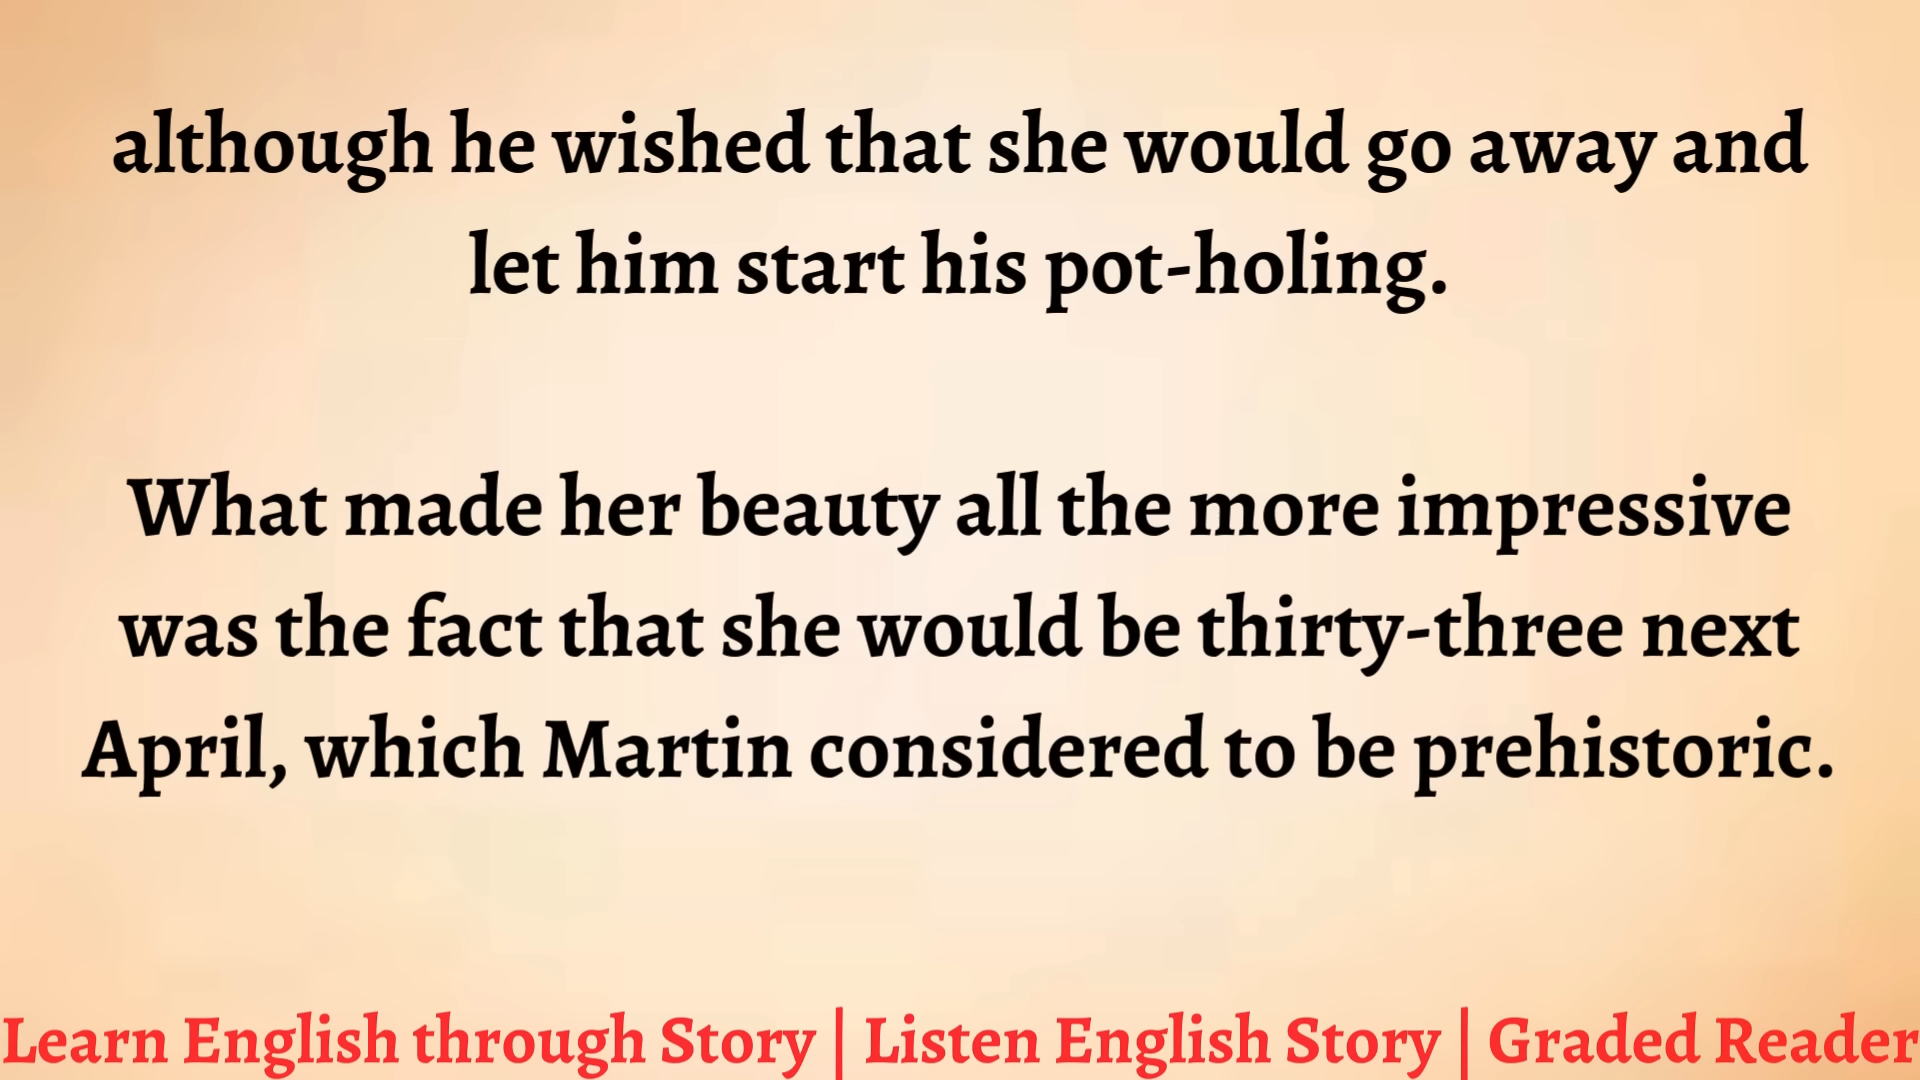 although he wished that she would go away and
let him start his pot-holing.
What made her beauty all the more impressive
was the fact that she would be thirty-three next
April, which Martin considered to be prehistoric.
Learn English through Story | Listen English Story | Graded Reader